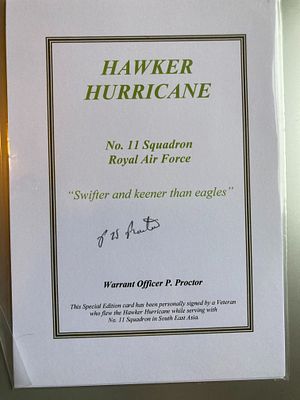 HAWKER
HURRICANE
No. 11 Squadron
Royal Air Force
"Swifter and keener than eagles"
Proctor
Warrant Officer P. Proctor
This Special Edition card has been personally signed by a Veteran
who flew the Hawker Hurricane while serving with
No. 11 Squadron in South East Asia.